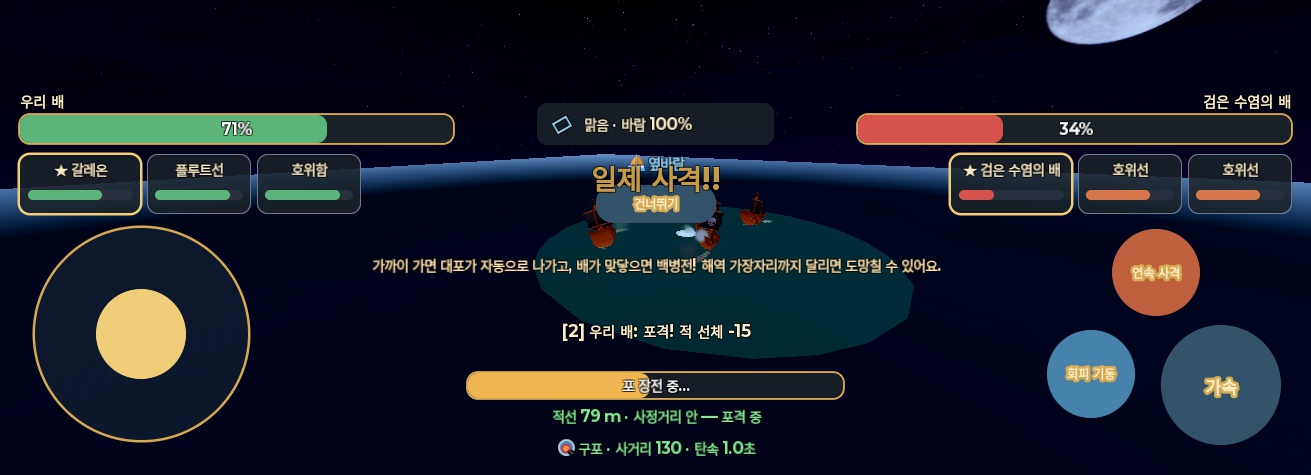 우리 배
71%
★ 갈레온
플루트선
호위함
맑음 · 바람 100%
옆바람
일제 사격!!
건너뛰기
검은 수염의 배
34%
★ 검은 수염의 배
호위선
호위선
가까이 가면 대포가 자동으로 나가고, 배가 맞닿으면 백병전! 해역 가장자리까지 달리면 도망칠 수 있어요.
[2] 우리 배: 포격! 적 선체 -15
포 장전 중...
적선 79 m · 사정거리 안 — 포격 중
구포 · 사거리 130 · 탄속 1.0초
연속 사격
회피 기동
가속